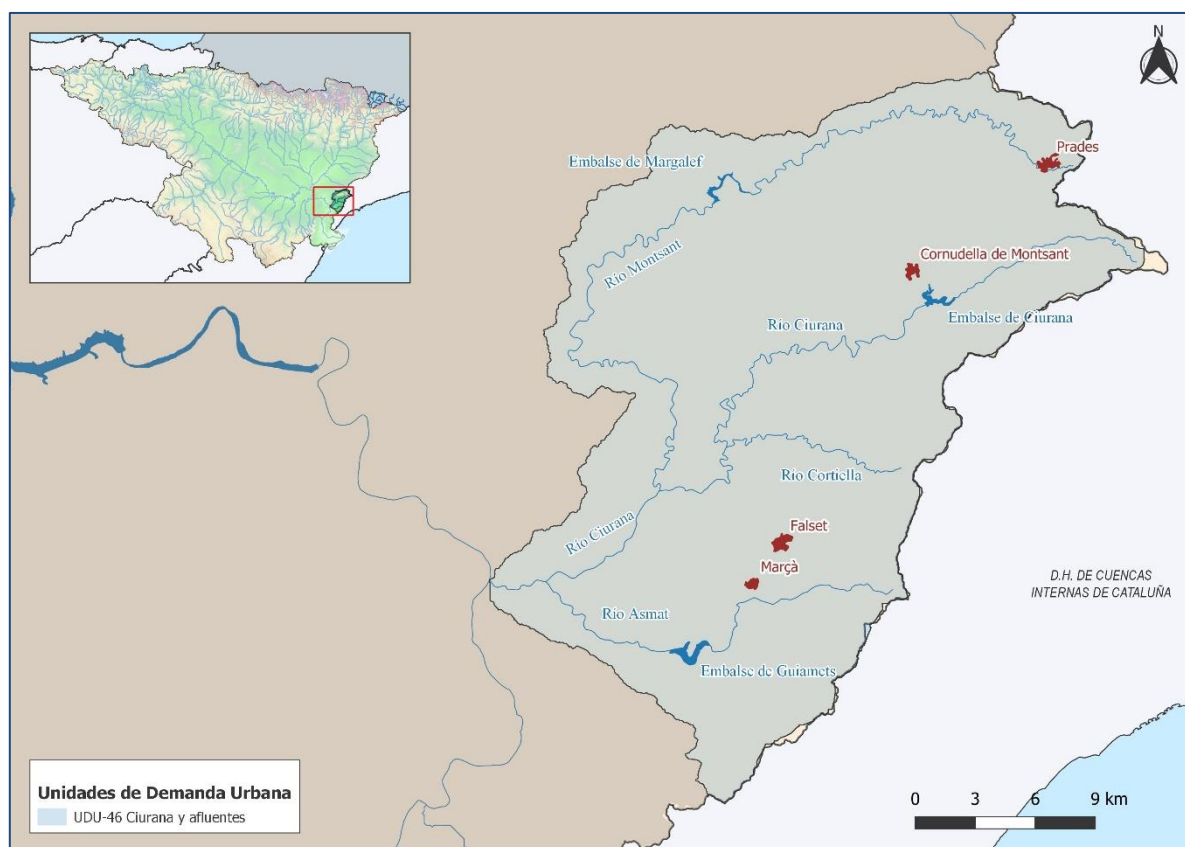 N
Prades
Embalse de Margalef
Río Montsant
Cornudella de Montsant
Embalse de Ciurana
Río Ciurana
Río Cortiella
Río Ciurana
Falset
Marçà
D.H. DE CUENCAS
INTERNAS DE CATALUÑA
Río Asmat
Embalse de Guiamets
Unidades de Demanda Urbana
UDU-46 Ciurana y afluentes
0 3 6 9 km